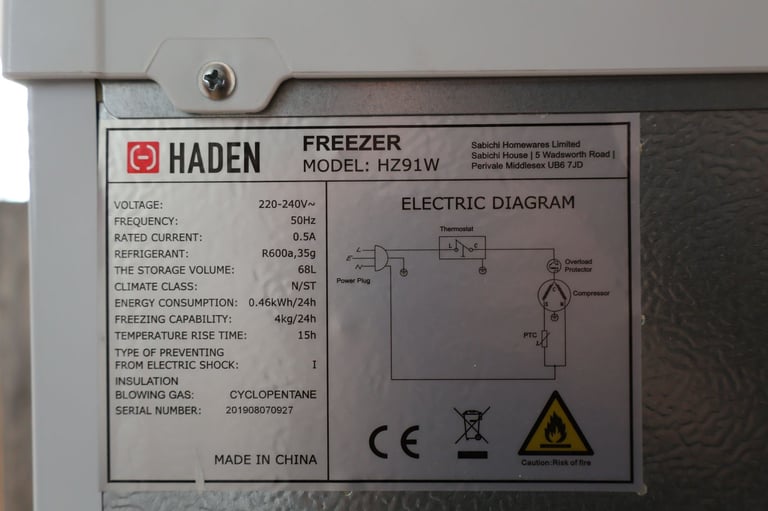 HADEN
FREEZER
MODEL: HZ91W
Sabichi Homewares Limited
Sabichi House | 5 Wadsworth Road |
Perivale Middlesex UB6 7JD
VOLTAGE: 220-240V~
FREQUENCY: 50Hz
RATED CURRENT: 0.5A
REFRIGERANT: R600a,35g
THE STORAGE VOLUME: 68L
CLIMATE CLASS: N/ST
ENERGY CONSUMPTION: 0.46kWh/24h
FREEZING CAPABILITY: 4kg/24h
TEMPERATURE RISE TIME: 15h
TYPE OF PREVENTING
FROM ELECTRIC SHOCK: I
INSULATION
BLOWING GAS: CYCLOPENTANE
SERIAL NUMBER: 201908070927
MADE IN CHINA
ELECTRIC DIAGRAM
Thermostat
L C
L
E
N
Power Plug
Overload
Protector
C
S M
Compressor
PTC
CE
Caution:Risk of fire